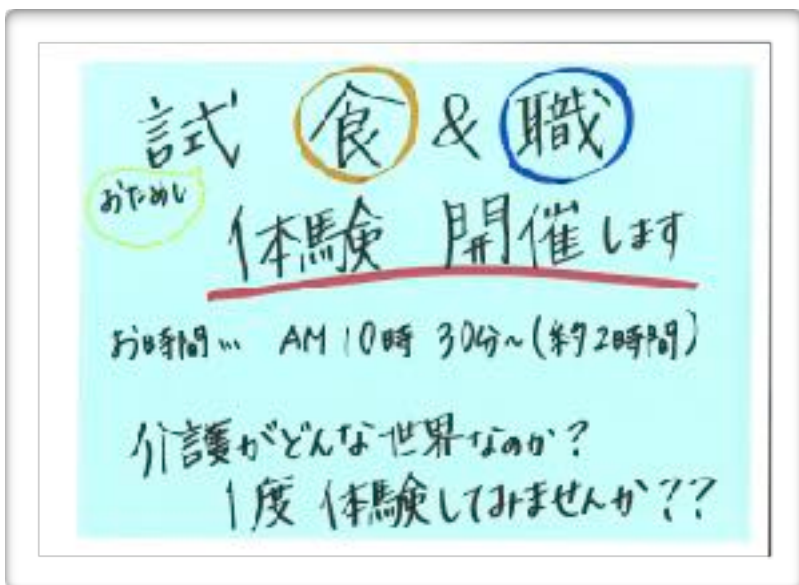 試 食 & 職
おためし
体験 開催します
お時間… AM 10時 30分~(約2時間)
介護がどんな世界なのか?
1度 体験してみませんか??